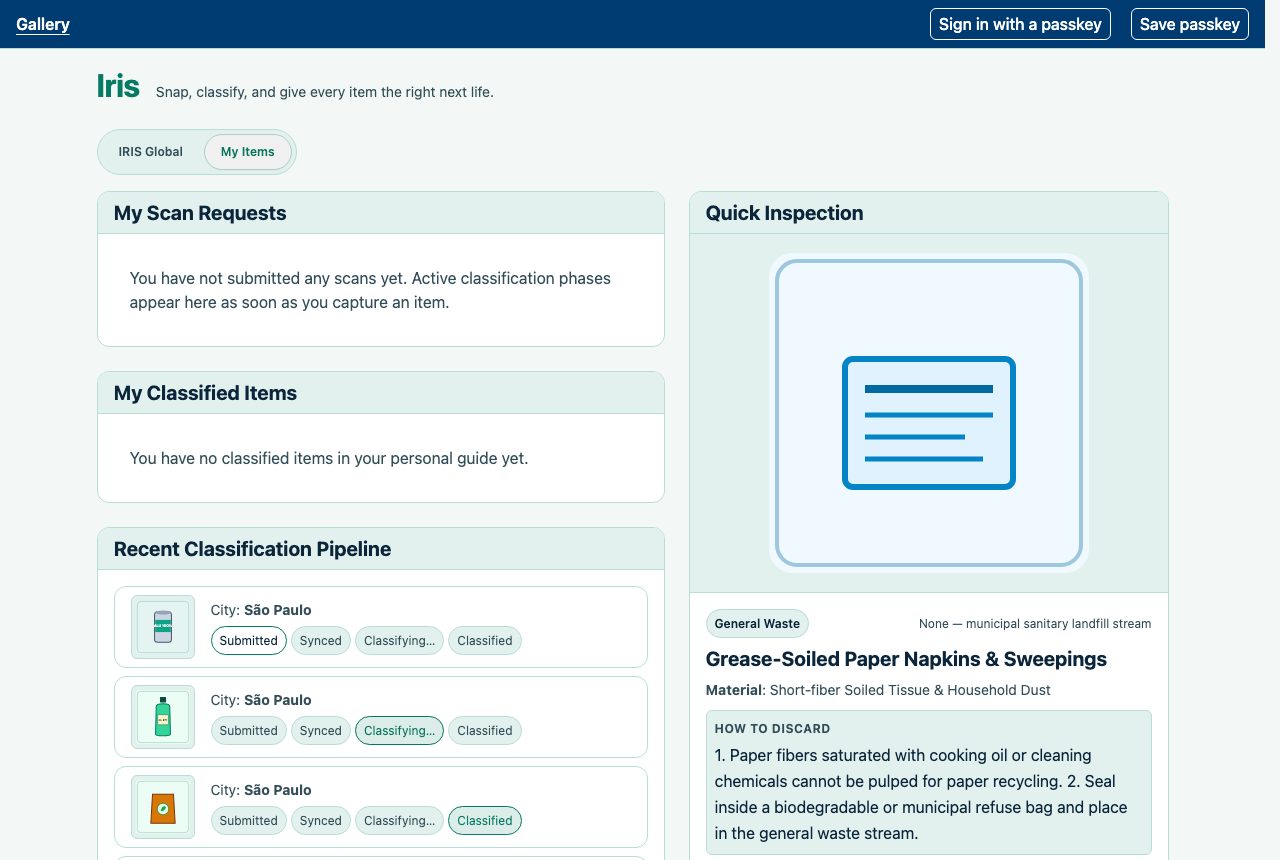 Gallery
Sign in with a passkey
Save passkey
Iris
Snap, classify, and give every item the right next life.
IRIS Global
My Items
My Scan Requests
You have not submitted any scans yet. Active classification phases
appear here as soon as you capture an item.
My Classified Items
You have no classified items in your personal guide yet.
Recent Classification Pipeline
City: São Paulo
Submitted
Synced
Classifying...
Classified
City: São Paulo
Submitted
Synced
Classifying...
Classified
City: São Paulo
Submitted
Synced
Classifying...
Classified
Quick Inspection
General Waste
None — municipal sanitary landfill stream
Grease-Soiled Paper Napkins & Sweepings
Material: Short-fiber Soiled Tissue & Household Dust
HOW TO DISCARD
1. Paper fibers saturated with cooking oil or cleaning
chemicals cannot be pulped for paper recycling. 2. Seal
inside a biodegradable or municipal refuse bag and place
in the general waste stream.